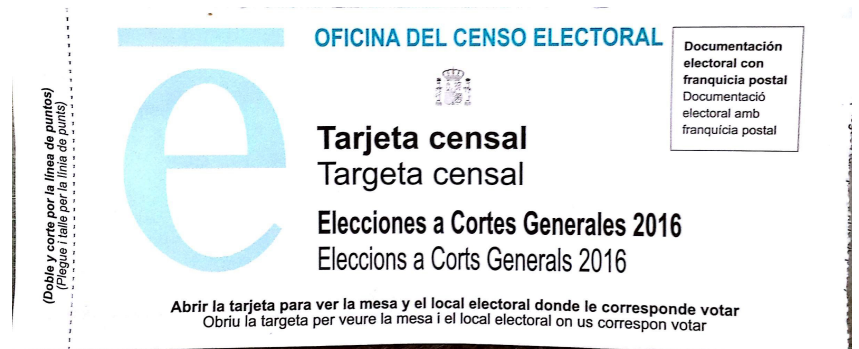 (Doble y corte por la línea de puntos)
(Plegue i talle per la línia de punts)
OFICINA DEL CENSO ELECTORAL
Documentación
electoral con
franquicia postal
Documentació
electoral amb
franquícia postal
Tarjeta censal
Targeta censal
Elecciones a Cortes Generales 2016
Eleccions a Corts Generals 2016
Abrir la tarjeta para ver la mesa y el local electoral donde le corresponde votar
Obriu la targeta per veure la mesa i el local electoral on us correspon votar